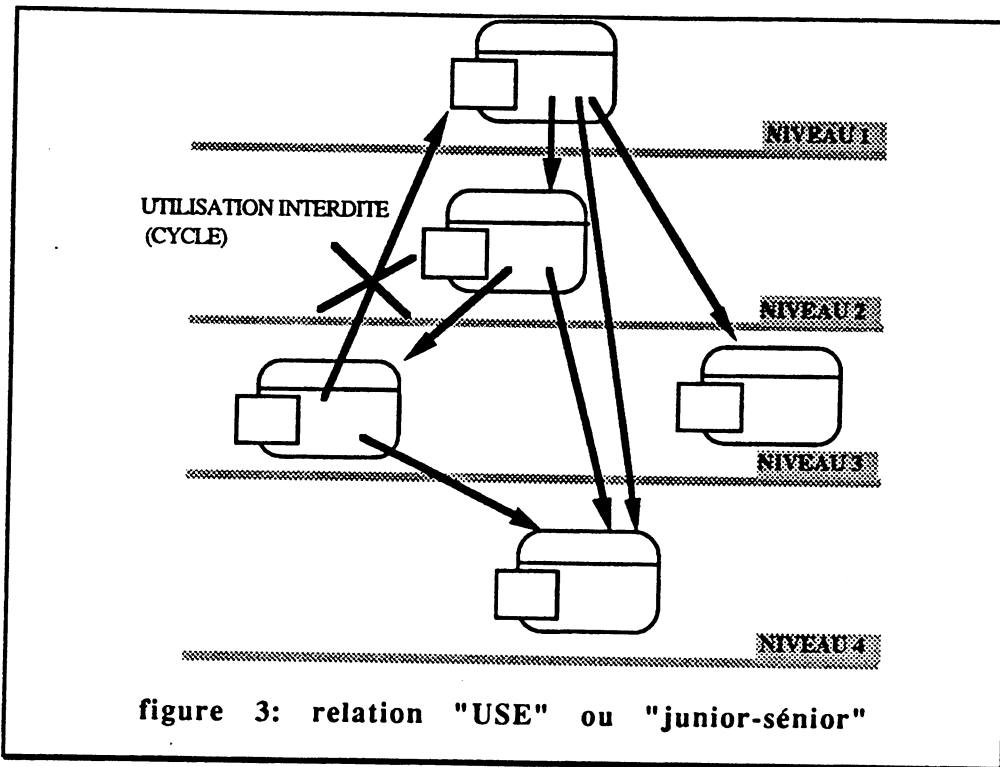 NIVEAU 1
UTILISATION INTERDITE
(CYCLE)
NIVEAU 2
NIVEAU 3
NIVEAU 4
figure 3: relation "USE" ou "junior-sénior"